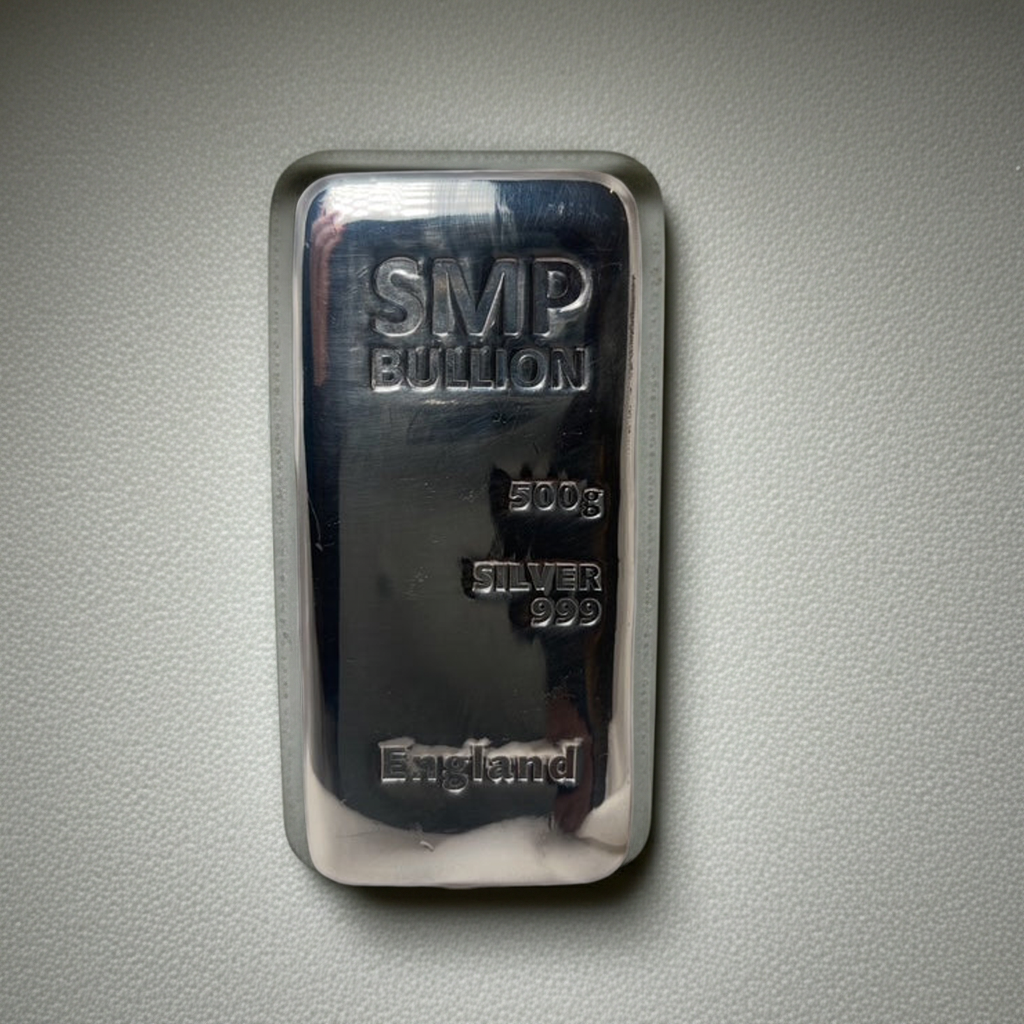 SMP
BULLION
500g
SILVER
999
England